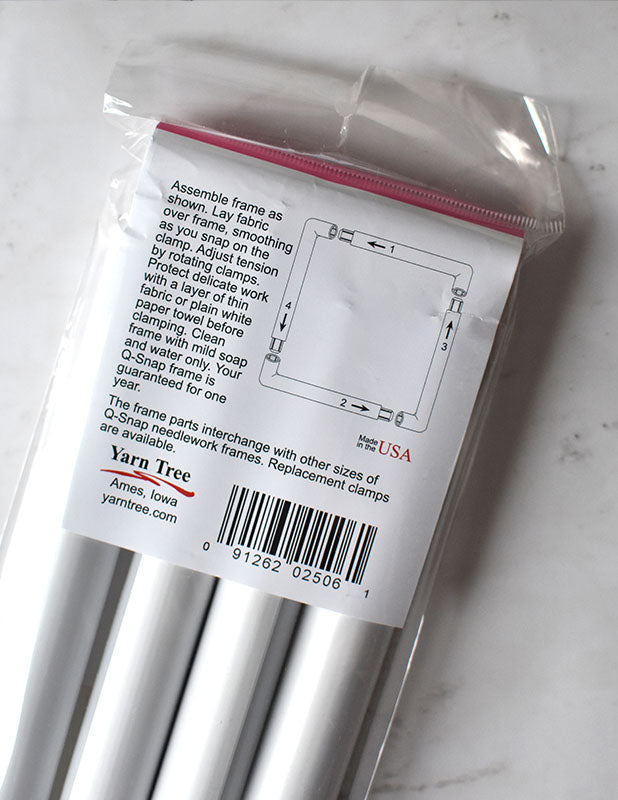 Assemble frame as
shown. Lay fabric
over frame, smoothing
as you snap on the
clamp. Adjust tension
by rotating clamps.
Protect delicate work
with a layer of thin
fabric or plain white
paper towel before
clamping. Clean
frame with mild soap
and water only. Your
Q-Snap frame is
guaranteed for one
year.
1
4
3
2
The frame parts interchange with other sizes of
Q-Snap needlework frames. Replacement clamps
are available.
Made
in the USA
Yarn Tree
Ames, Iowa
yarntree.com
0 91262 02506 1